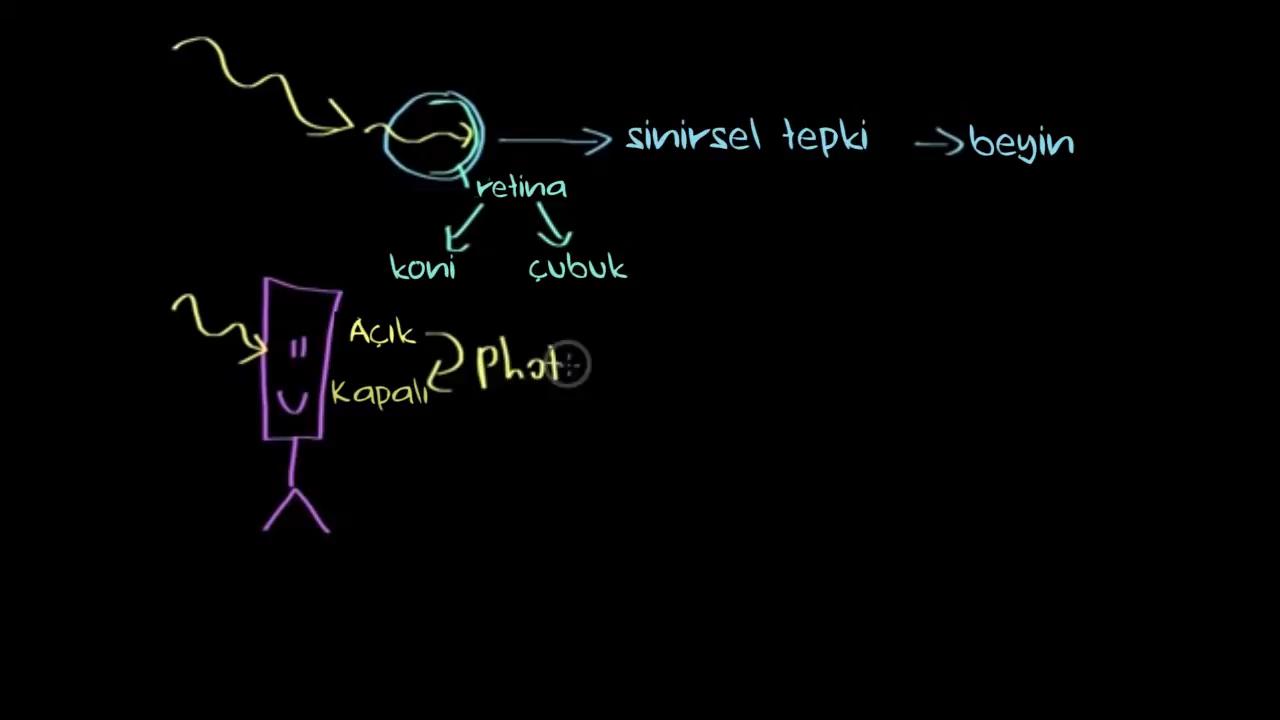 sinirsel tepki → beyin
retina
koni çubuk
Açık
Kapalı
Phot